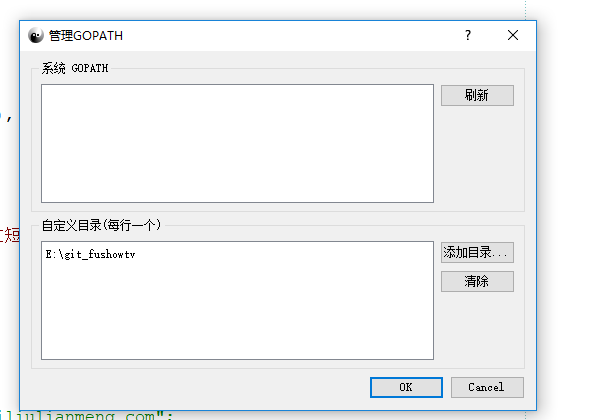 管理GOPATH
系统 GOPATH
刷新
自定义目录(每行一个)
E:\git_fushowtv
添加目录...
清除
OK
Cancel
短
iliulianmeng.com";